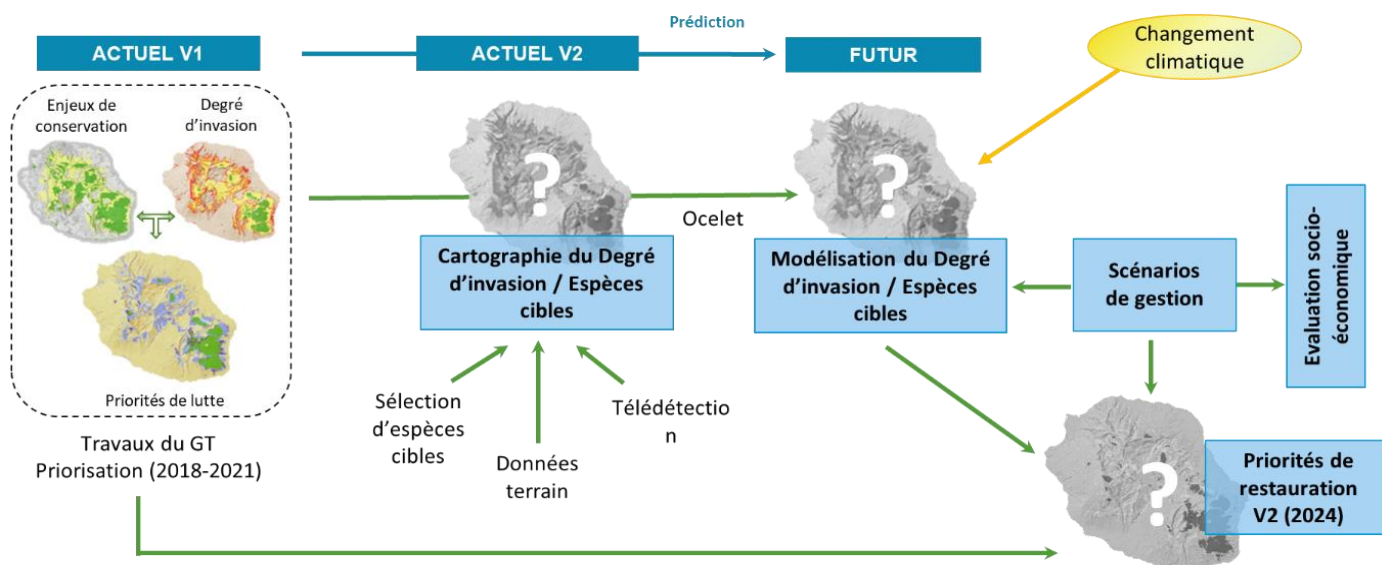 Prédiction
ACTUEL V1
ACTUEL V2
FUTUR
Changement
climatique
Enjeux de
conservation
Degré
d'invasion
Priorités de lutte
Travaux du GT
Priorisation (2018-2021)
?
Cartographie du Degré
d'invasion / Espèces
cibles
Sélection
d'espèces
cibles
Données
terrain
Télédétectio
n
Ocelet
?
Modélisation du Degré
d'invasion / Espèces
cibles
Scénarios
de gestion
Evaluation socio-
économique
?
Priorités de
restauration
V2 (2024)